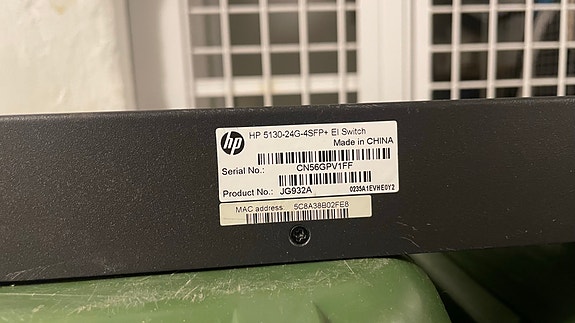 hp HP 5130-24G-4SFP+ EI Switch
Made in CHINA
Serial No.: CN56GPV1FF
Product No.: JG932A 0235A1EVHE0Y2
MAC address: 5C8A38B02FE8